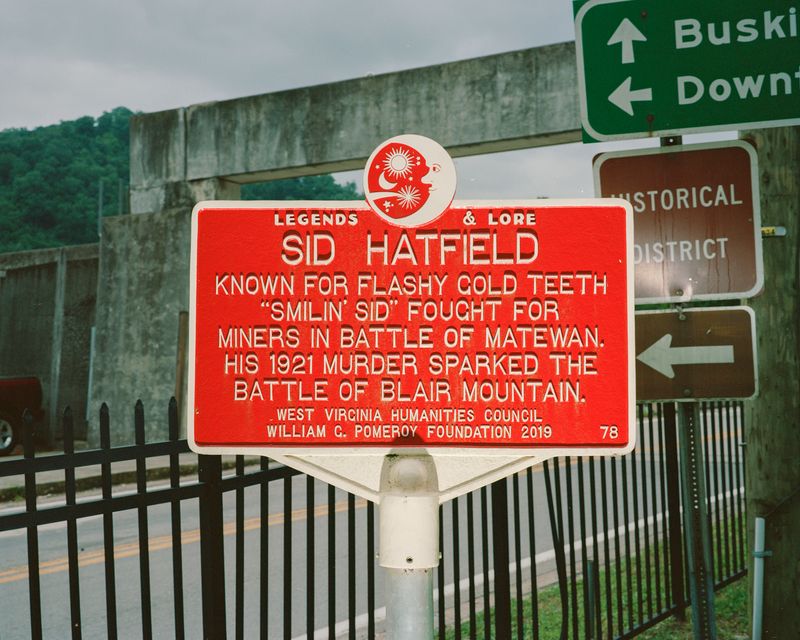 Buski
Downt
HISTORICAL
DISTRICT
LEGENDS & LORE
SID HATFIELD
KNOWN FOR FLASHY GOLD TEETH
"SMILIN' SID" FOUGHT FOR
MINERS IN BATTLE OF MATEWAN.
HIS 1921 MURDER SPARKED THE
BATTLE OF BLAIR MOUNTAIN.
WEST VIRGINIA HUMANITIES COUNCIL
WILLIAM G. POMEROY FOUNDATION 2019 78